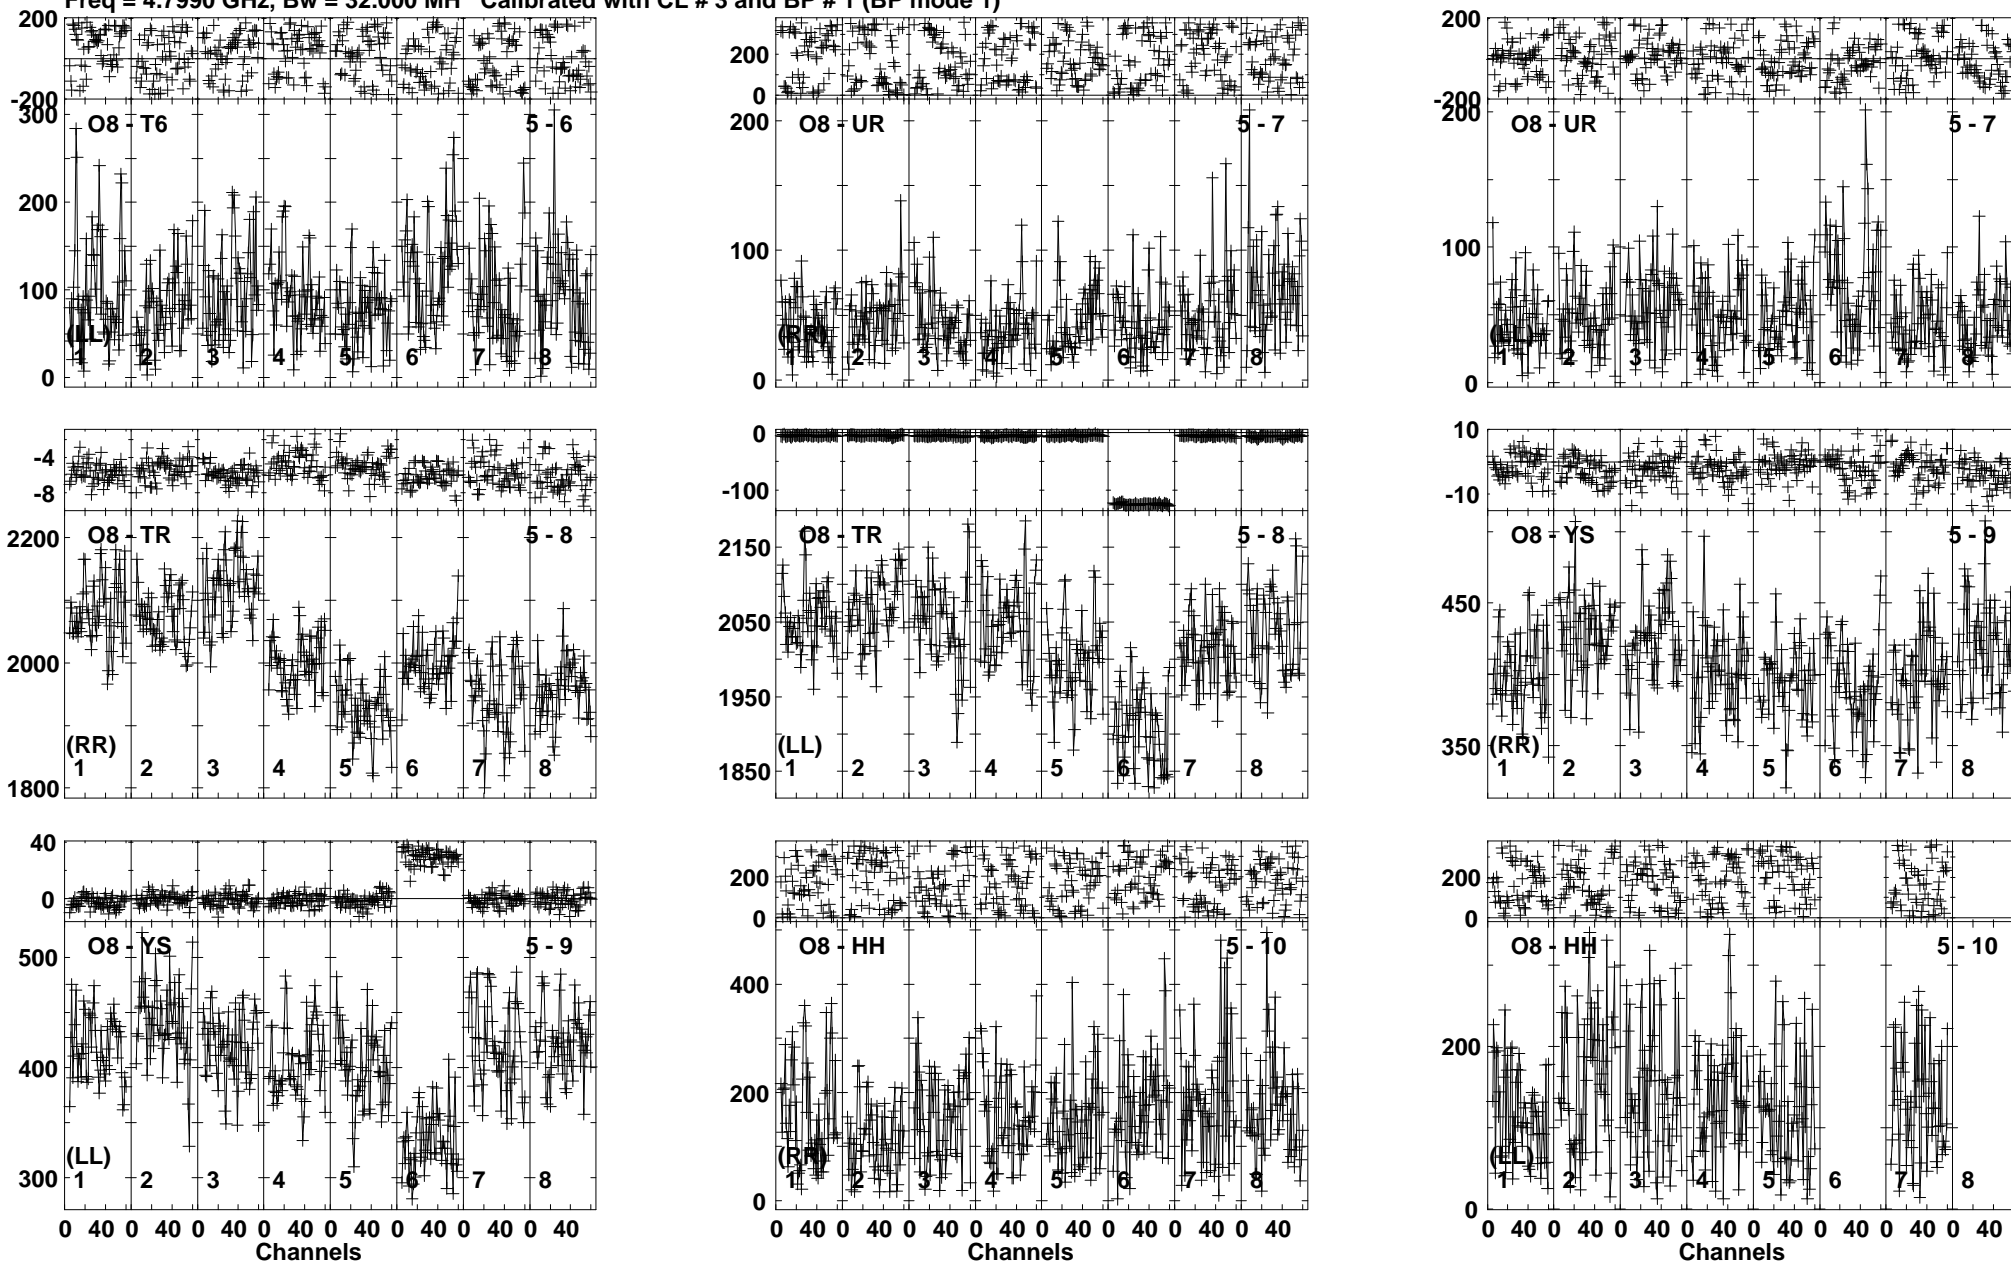 Freq = 4.7990 GHz, Bw = 32.000 MH Calibrated with CL # 3 and BP # 1 (BP mode 1)
200 200 200
-200 0 -200
300 O8 - T6 5 - 6
200 O8 - UR 5 - 7
200 O8 - UR 5 - 7
200 100 100
100
(LL) (RR) (LL)
1 2 3 4 5 6 7 8
1 2 3 4 5 6 7 8
1 2 3 4 5 6 7 8
0 0 0
-4 0 10
-8 -100 -10
2200 O8 - TR 5 - 8
2150 O8 - TR 5 - 8
O8 - YS 5 - 9
2000 2050 450
1950
(RR) (LL) 350 (RR)
1 2 3 4 5 6 7 8
1850 1 2 3 4 5 6 7 8
1 2 3 4 5 6 7 8
1800
40 200 200
0 0 0
500 O8 - YS 5 - 9
O8 - HH 5 - 10
O8 - HH 5 - 10
400 400 200
200
(LL) (RR) (LL)
300 1 2 3 4 5 6 7 8
1 2 3 4 5 6 7 8
1 2 3 4 5 6 7 8
0 0
0 40 0 40 0 40 0 40 0 40 0 40 0 40 0 40
0 40 0 40 0 40 0 40 0 40 0 40 0 40 0 40
0 40 0 40 0 40 0 40 0 40 0 40 0 40 0 40
Channels Channels Channels